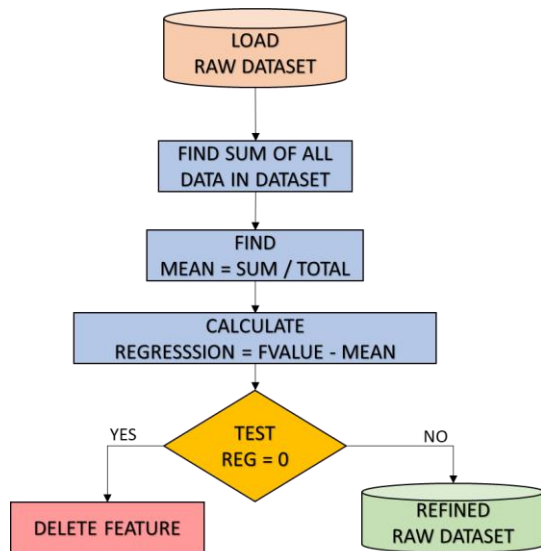 LOAD
RAW DATASET
FIND SUM OF ALL
DATA IN DATASET
FIND
MEAN = SUM / TOTAL
CALCULATE
REGRESSSION = FVALUE - MEAN
YES
TEST
REG = 0
NO
DELETE FEATURE
REFINED
RAW DATASET